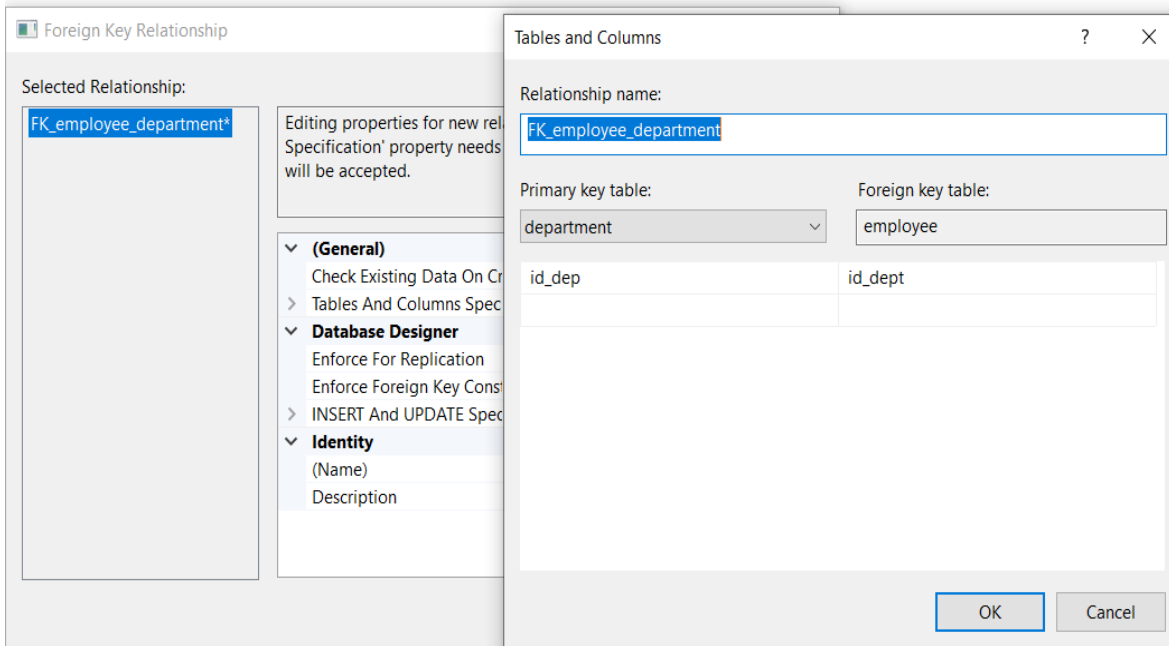 Foreign Key Relationship
Selected Relationship:
FK_employee_department*
Editing properties for new rel
Specification' property needs
will be accepted.
(General)
Check Existing Data On Cr
Tables And Columns Spec
Database Designer
Enforce For Replication
Enforce Foreign Key Const
INSERT And UPDATE Spec
Identity
(Name)
Description
Tables and Columns ?
Relationship name:
FK_employee_department
Primary key table: Foreign key table:
department employee
id_dep id_dept
OK Cancel